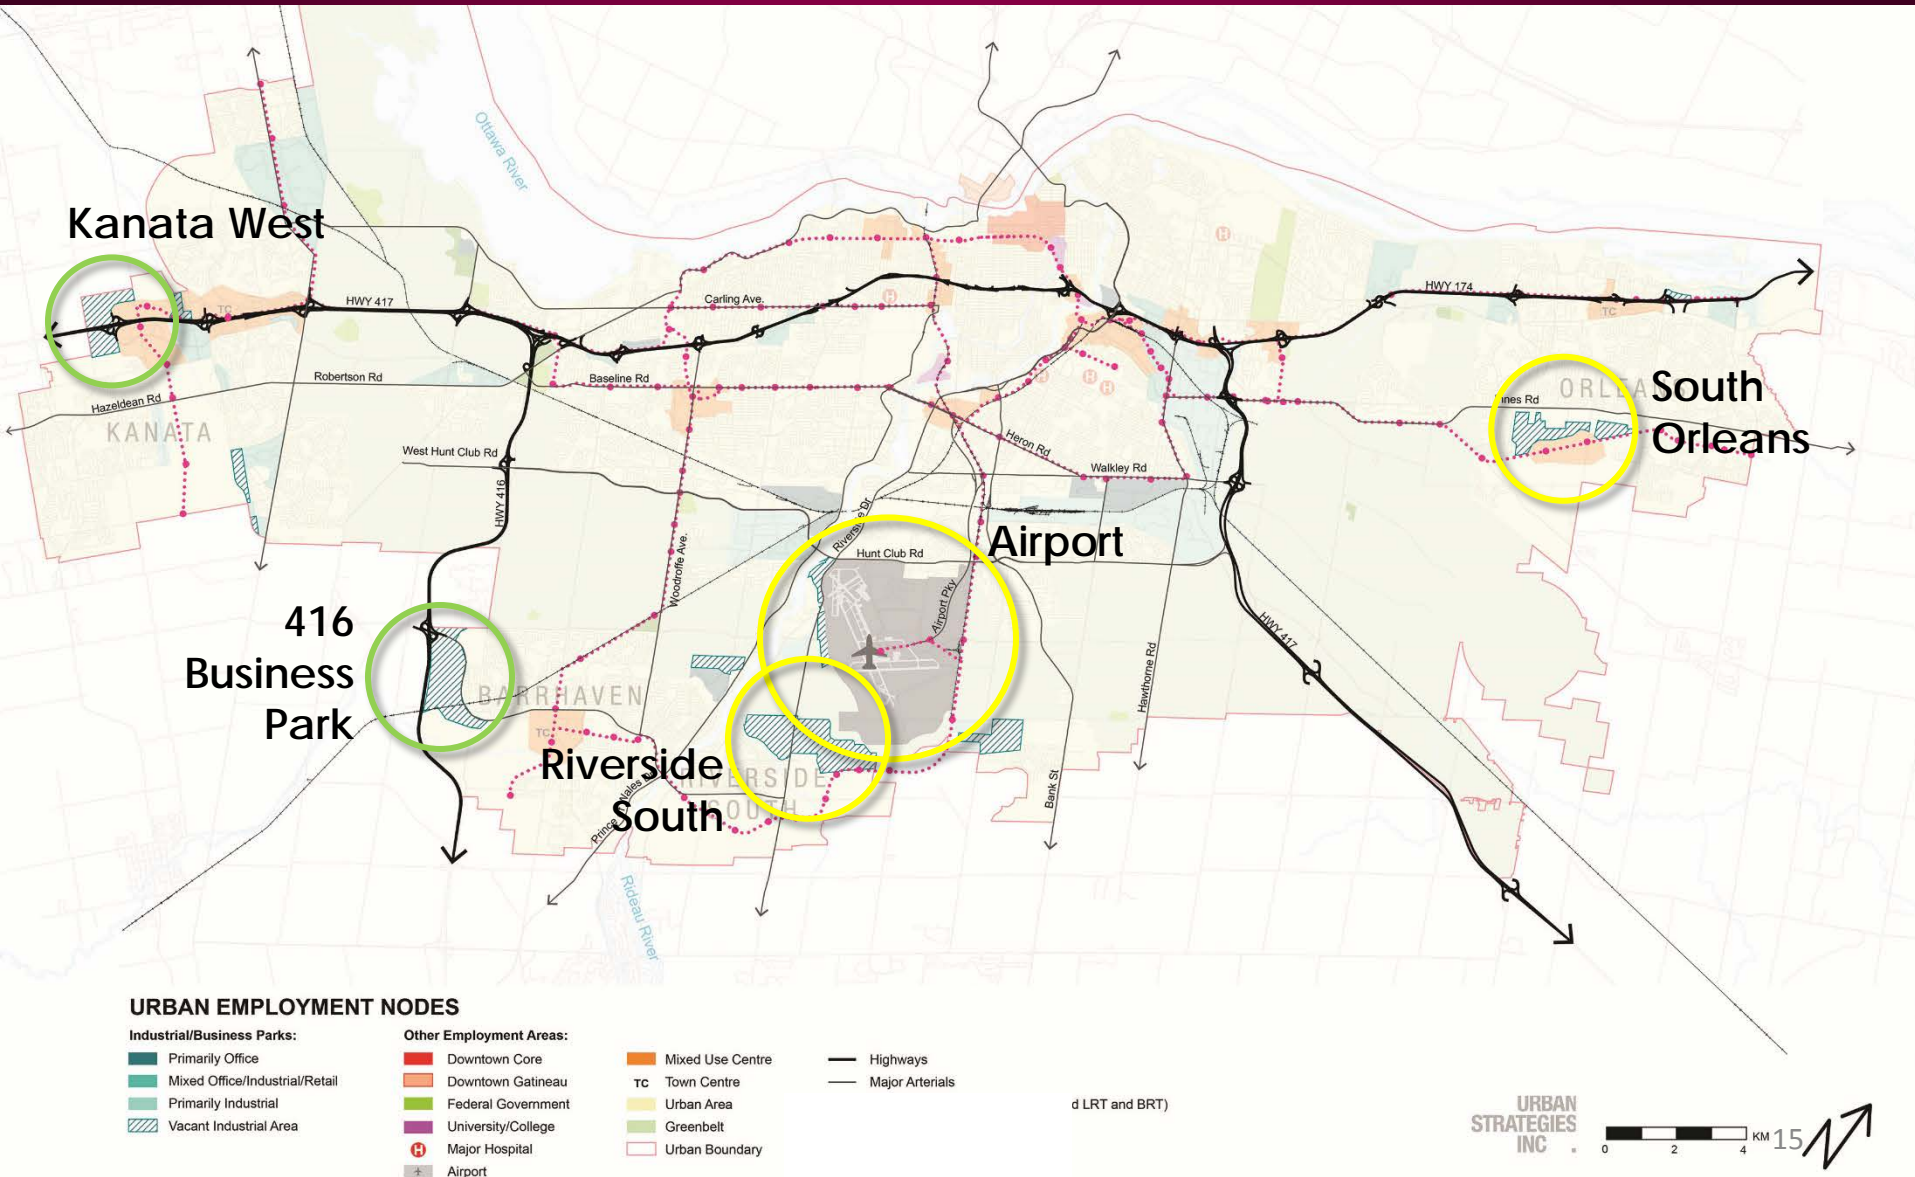 Ottawa River
Kanata West
TC
HWY 417
Carling Ave.
HWY 174
TC
Robertson Rd
Baseline Rd
Hazeldean Rd
KANATA
South
Orleans
West Hunt Club Rd
Heron Rd
Walkley Rd
HWY 416
Riverside Dr
Airport
Hunt Club Rd
Woodroffe Ave.
Airport Pky
416
Business
Park
HWY 417
Hawthorne Rd
BARRHAVEN
TC
Riverside
South
RIVERSIDE
SOUTH
Bank St
Rideau River
URBAN EMPLOYMENT NODES
Industrial/Business Parks:
Primarily Office
Mixed Office/Industrial/Retail
Primarily Industrial
Vacant Industrial Area
Other Employment Areas:
Downtown Core
Downtown Gatineau
Federal Government
University/College
H Major Hospital
Airport
Mixed Use Centre
TC Town Centre
Urban Area
Greenbelt
Urban Boundary
Highways
Major Arterials
d LRT and BRT)
URBAN
STRATEGIES
INC .
0 2 4 KM
15